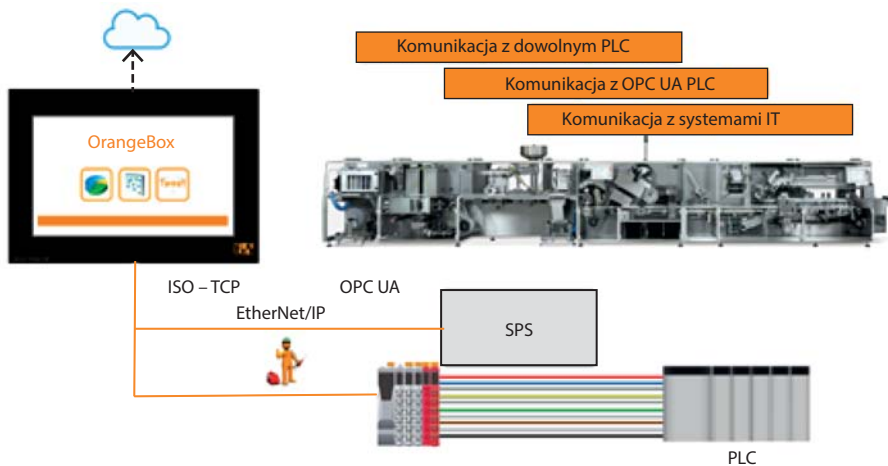 Komunikacja z dowolnym PLC
Komunikacja z OPC UA PLC
Komunikacja z systemami IT
OrangeBox
ISO – TCP
OPC UA
EtherNet/IP
SPS
PLC